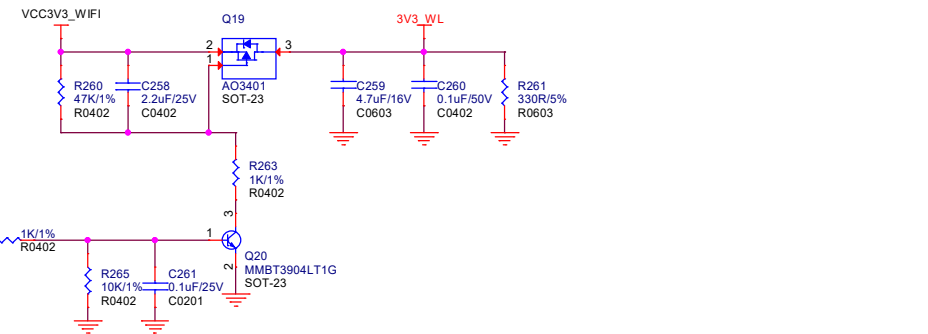 VCC3V3_WIFI
Q19
3V3_WL
2
3
1
R260
47K/1%
R0402
C258
2.2uF/25V
C0402
AO3401
SOT-23
C259
4.7uF/16V
C0603
C260
0.1uF/50V
C0402
R261
330R/5%
R0603
R263
1K/1%
R0402
3
1K/1%
R0402
1
Q20
MMBT3904LT1G
SOT-23
2
R265
10K/1%
R0402
C261
0.1uF/25V
C0201